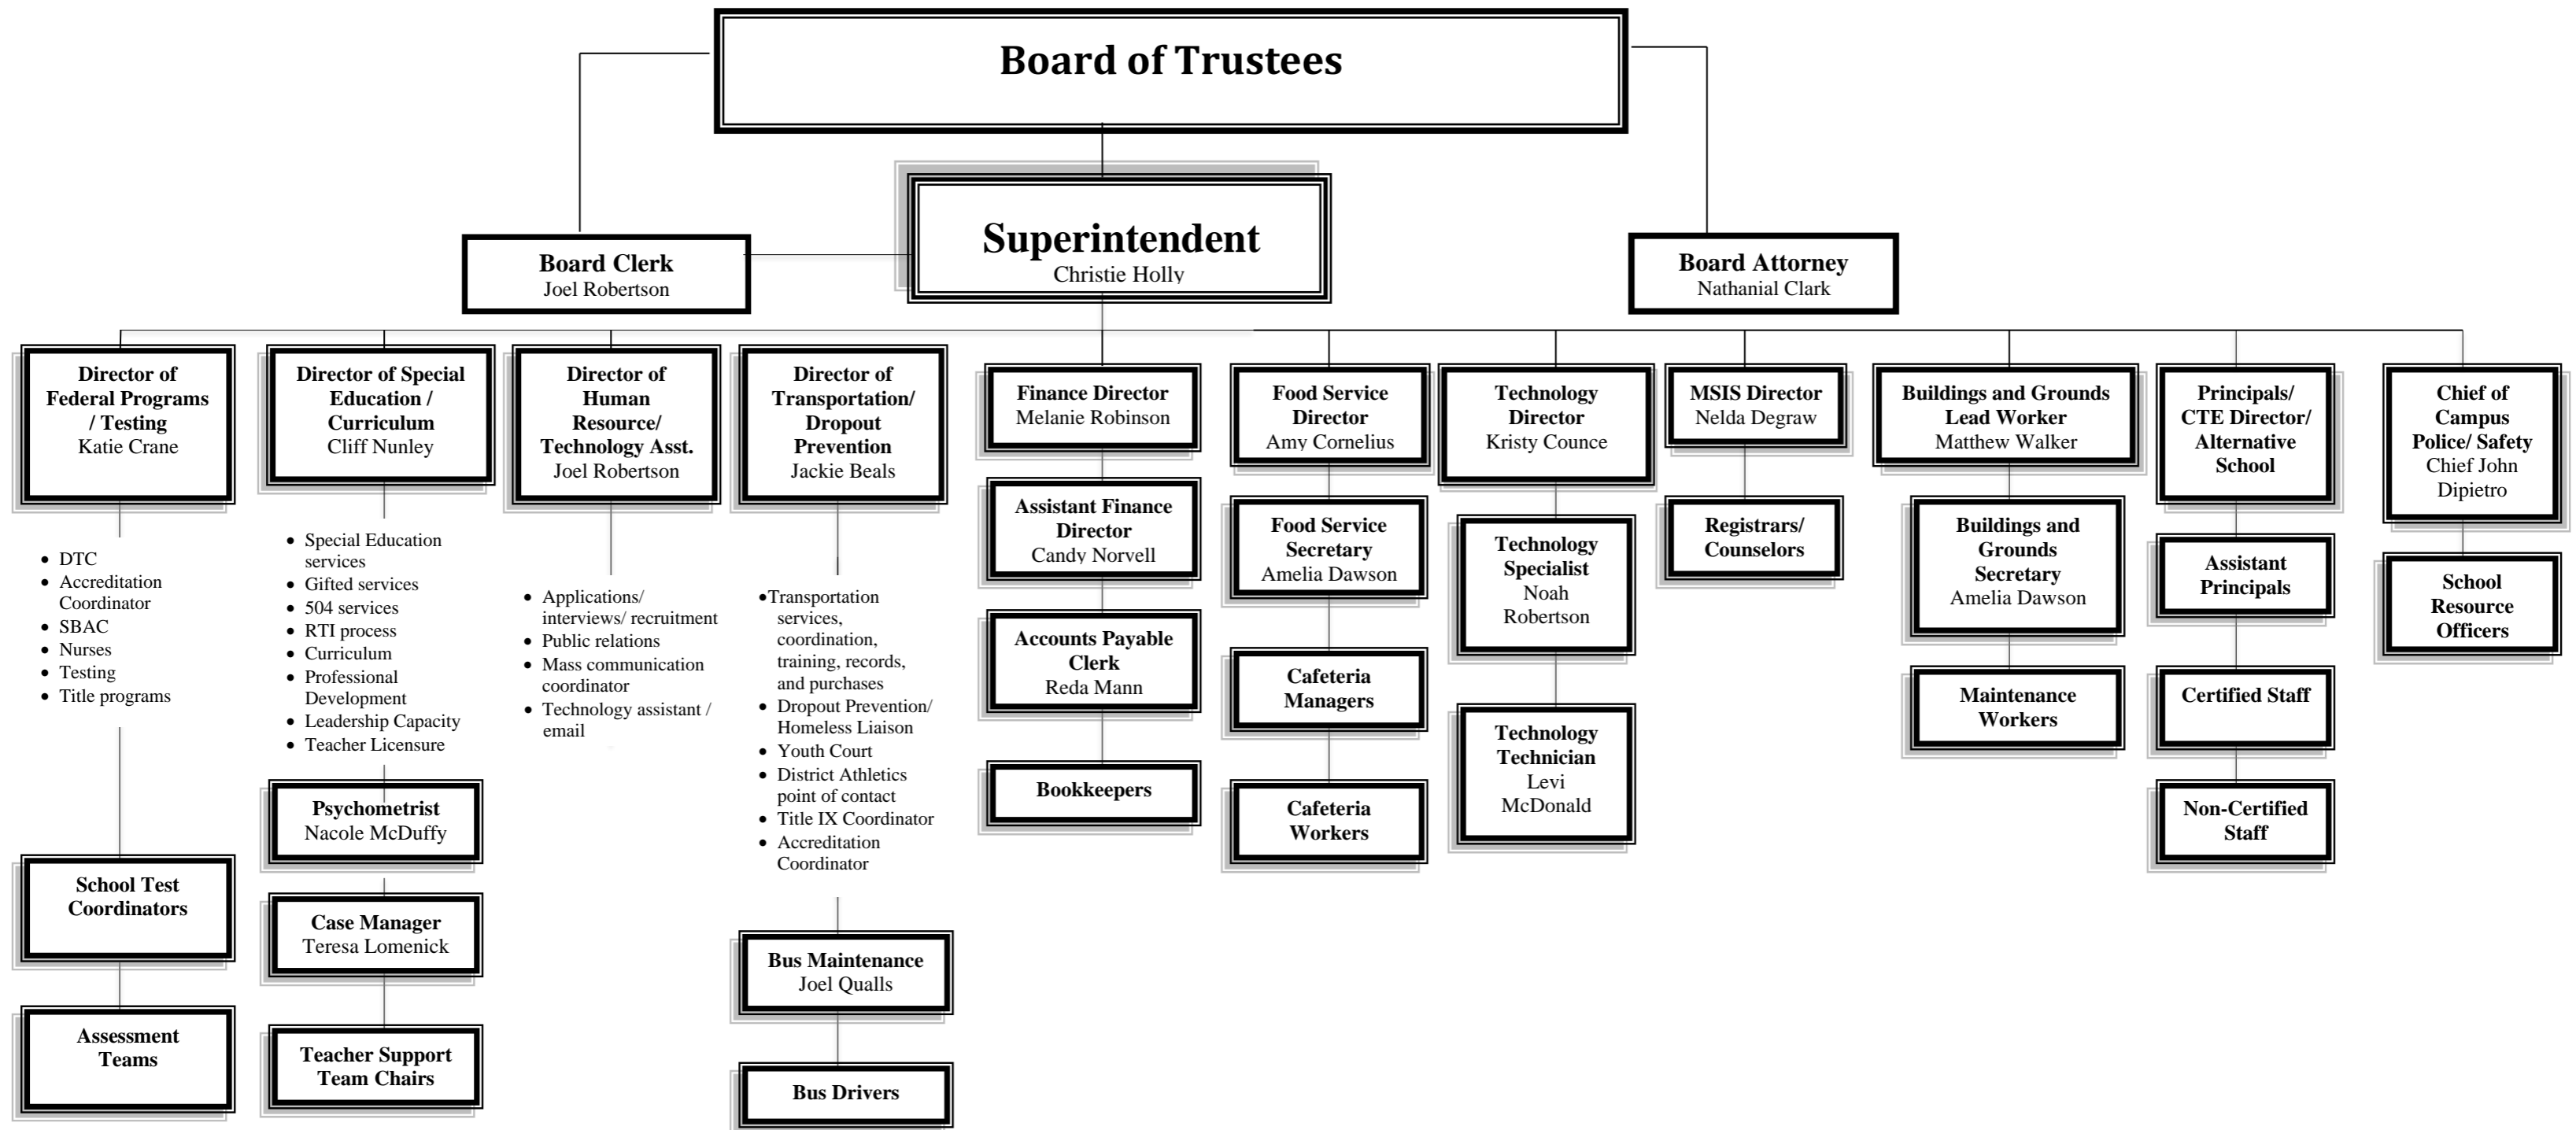 Board of Trustees
Superintendent
Christie Holly
Board Clerk
Joel Robertson
Board Attorney
Nathanial Clark
Director of
Federal Programs
/ Testing
Katie Crane
• DTC
• Accreditation
Coordinator
• SBAC
• Nurses
• Testing
• Title programs
School Test
Coordinators
Assessment
Teams
Director of Special
Education /
Curriculum
Cliff Nunley
• Special Education
services
• Gifted services
• 504 services
• RTI process
• Curriculum
• Professional
Development
• Leadership Capacity
• Teacher Licensure
Psychometrist
Nacole McDuffy
Case Manager
Teresa Lomenick
Teacher Support
Team Chairs
Director of
Human
Resource/
Technology Asst.
Joel Robertson
• Applications/
interviews/ recruitment
• Public relations
• Mass communication
coordinator
• Technology assistant /
email
Director of
Transportation/
Dropout
Prevention
Jackie Beals
•Transportation
services,
coordination,
training, records,
and purchases
• Dropout Prevention/
Homeless Liaison
• Youth Court
• District Athletics
point of contact
• Title IX Coordinator
• Accreditation
Coordinator
Bus Maintenance
Joel Qualls
Bus Drivers
Finance Director
Melanie Robinson
Assistant Finance
Director
Candy Norvell
Accounts Payable
Clerk
Reda Mann
Bookkeepers
Food Service
Director
Amy Cornelius
Food Service
Secretary
Amelia Dawson
Cafeteria
Managers
Cafeteria
Workers
Technology
Director
Kristy Counce
Technology
Specialist
Noah
Robertson
Technology
Technician
Levi
McDonald
MSIS Director
Nelda Degraw
Registrars/
Counselors
Buildings and Grounds
Lead Worker
Matthew Walker
Buildings and
Grounds
Secretary
Amelia Dawson
Maintenance
Workers
Principals/
CTE Director/
Alternative
School
Assistant
Principals
Certified Staff
Non-Certified
Staff
Chief of
Campus
Police/ Safety
Chief John
Dipietro
School
Resource
Officers